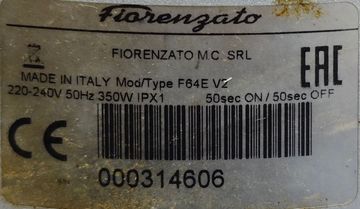 Fiorenzato
FIORENZATO M.C. SRL
MADE IN ITALY Mod/Type F64E V2
220-240V 50Hz 350W IPX1 50sec ON / 50sec OFF
EAC
CE S/N
000314606